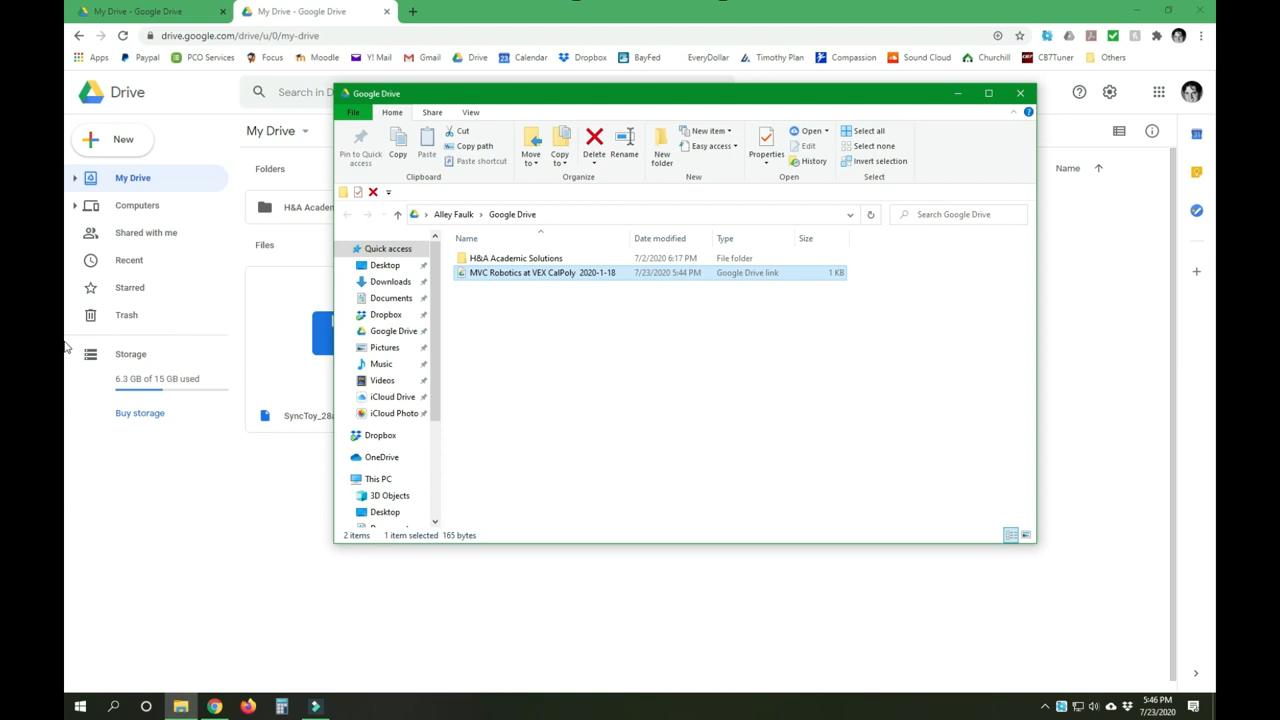 My Drive - Google Drive
My Drive - Google Drive
drive.google.com/drive/u/0/my-drive
Apps Paypal PCO Services Focus Moodle Y! Mail Gmail Drive Calendar Dropbox BayFed EveryDollar Timothy Plan Compassion Sound Cloud Churchill CB7Tuner Others
Drive
Search in D
New
My Drive
Computers
Shared with me
Recent
Starred
Trash
Storage
6.3 GB of 15 GB used
Buy storage
My Drive
Folders
H&A Academ
Files
SyncToy_28a
Name
Google Drive
File Home Share View
Pin to Quick access
Copy
Paste
Cut
Copy path
Paste shortcut
Clipboard
Move to
Copy to
Delete
Rename
Organize
New folder
New item
Easy access
New
Properties
Open
Edit
History
Open
Select all
Select none
Invert selection
Select
Alley Faulk Google Drive
Search Google Drive
Quick access
Desktop
Downloads
Documents
Dropbox
Google Drive
Pictures
Music
Videos
iCloud Drive
iCloud Photo
Dropbox
OneDrive
This PC
3D Objects
Desktop
Name Date modified Type Size
H&A Academic Solutions 7/2/2020 6:17 PM File folder
MVC Robotics at VEX CalPoly 2020-1-18 7/23/2020 5:44 PM Google Drive link 1 KB
2 items 1 item selected 165 bytes
5:46 PM
7/23/2020